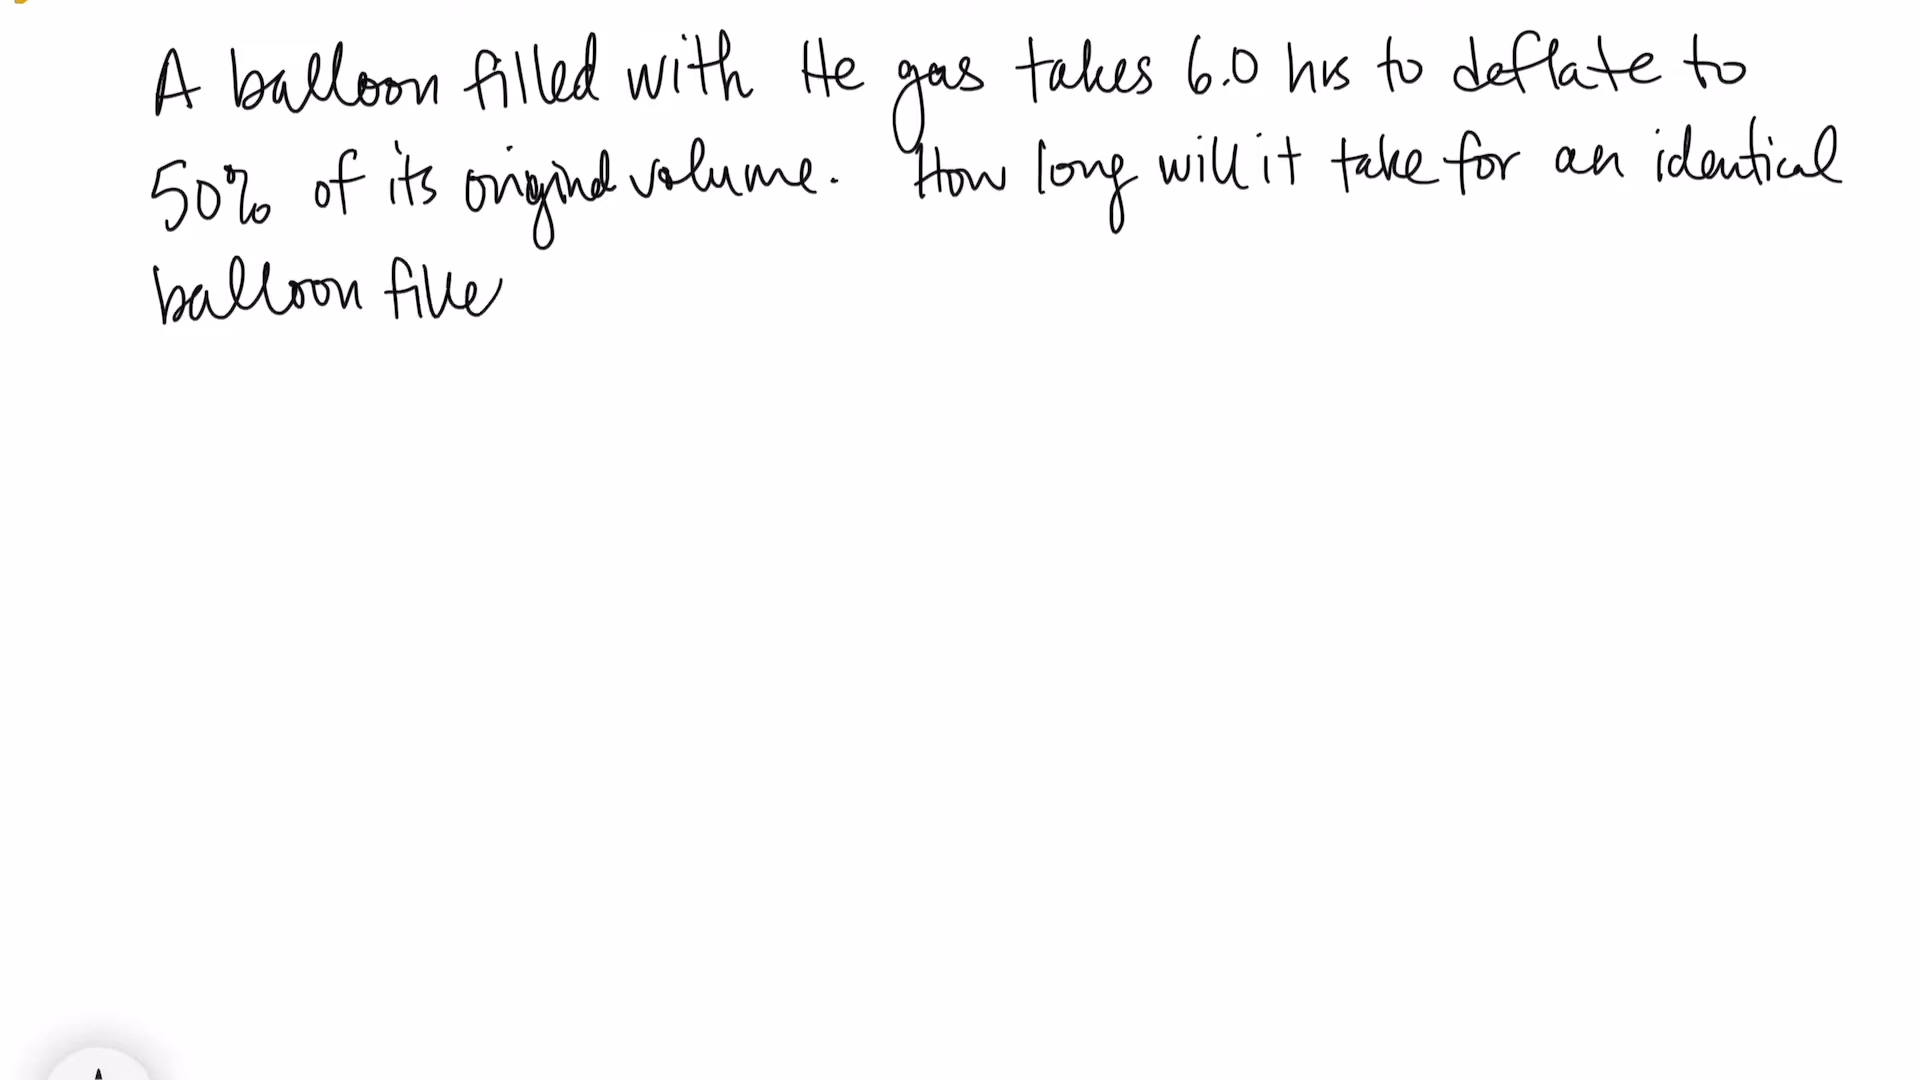 A balloon filled with He gas takes 6.0 hrs to deflate to
50% of its original volume. How long will it take for an identical
balloon fille